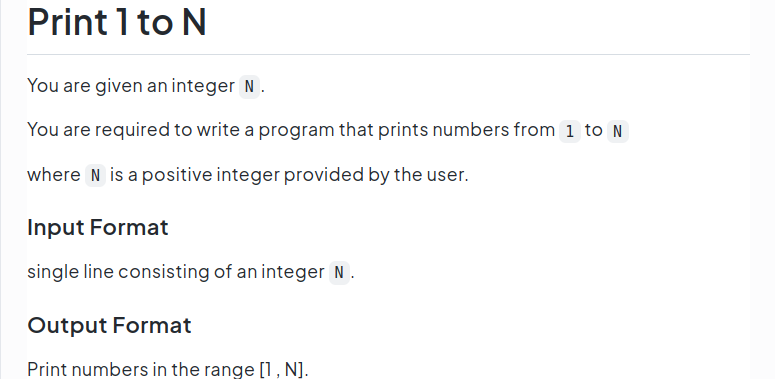 Print 1 to N
You are given an integer N.
You are required to write a program that prints numbers from 1 to N
where N is a positive integer provided by the user.
Input Format
single line consisting of an integer N.
Output Format
Print numbers in the range [1 , N].